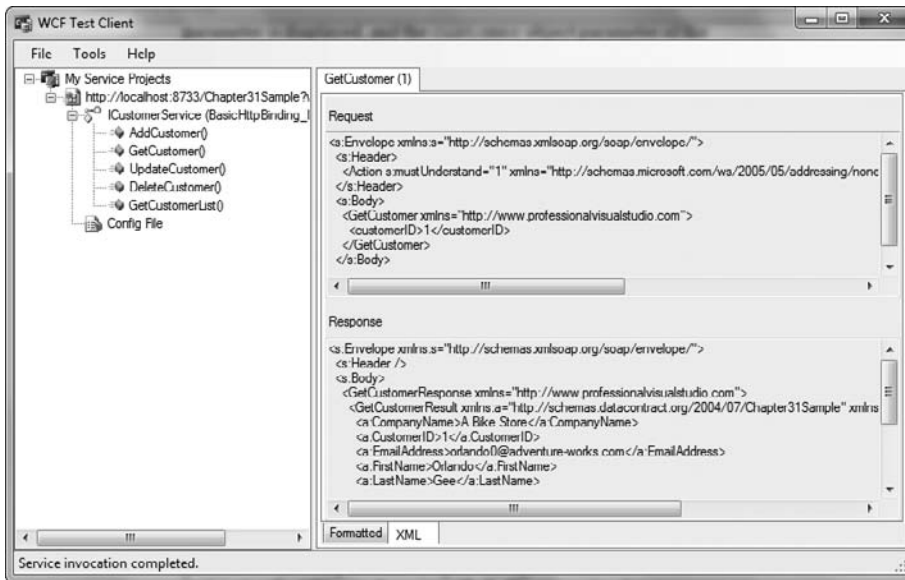 WCF Test Client
File Tools Help
My Service Projects
http://localhost:8733/Chapter31Sample?
ICustomerService (BasicHttpBinding_I
AddCustomer()
GetCustomer()
UpdateCustomer()
DeleteCustomer()
GetCustomerList()
Config File
GetCustomer (1)
Request
<s:Envelope xmlns:s="http://schemas.xmlsoap.org/soap/envelope/">
<s:Header>
<Action s:mustUnderstand="1" xmlns="http://schemas.microsoft.com/ws/2005/05/addressing/none
</s:Header>
<s:Body>
<GetCustomer xmlns="http://www.professionalvisualstudio.com">
<customerID>1</customerID>
</GetCustomer>
</s:Body>
Response
<s:Envelope xmlns:s="http://schemas.xmlsoap.org/soap/envelope/">
<s:Header />
<s:Body>
<GetCustomerResponse xmlns="http://www.professionalvisualstudio.com">
<GetCustomerResult xmlns:a="http://schemas.datacontract.org/2004/07/Chapter31Sample" xmlns
<a:CompanyName>A Bike Store</a:CompanyName>
<a:CustomerID>1</a:CustomerID>
<a:EmailAddress>orlando0@adventure-works.com</a:EmailAddress>
<a:FirstName>Orlando</a:FirstName>
<a:LastName>Gee</a:LastName>
Formatted XML
Service invocation completed.